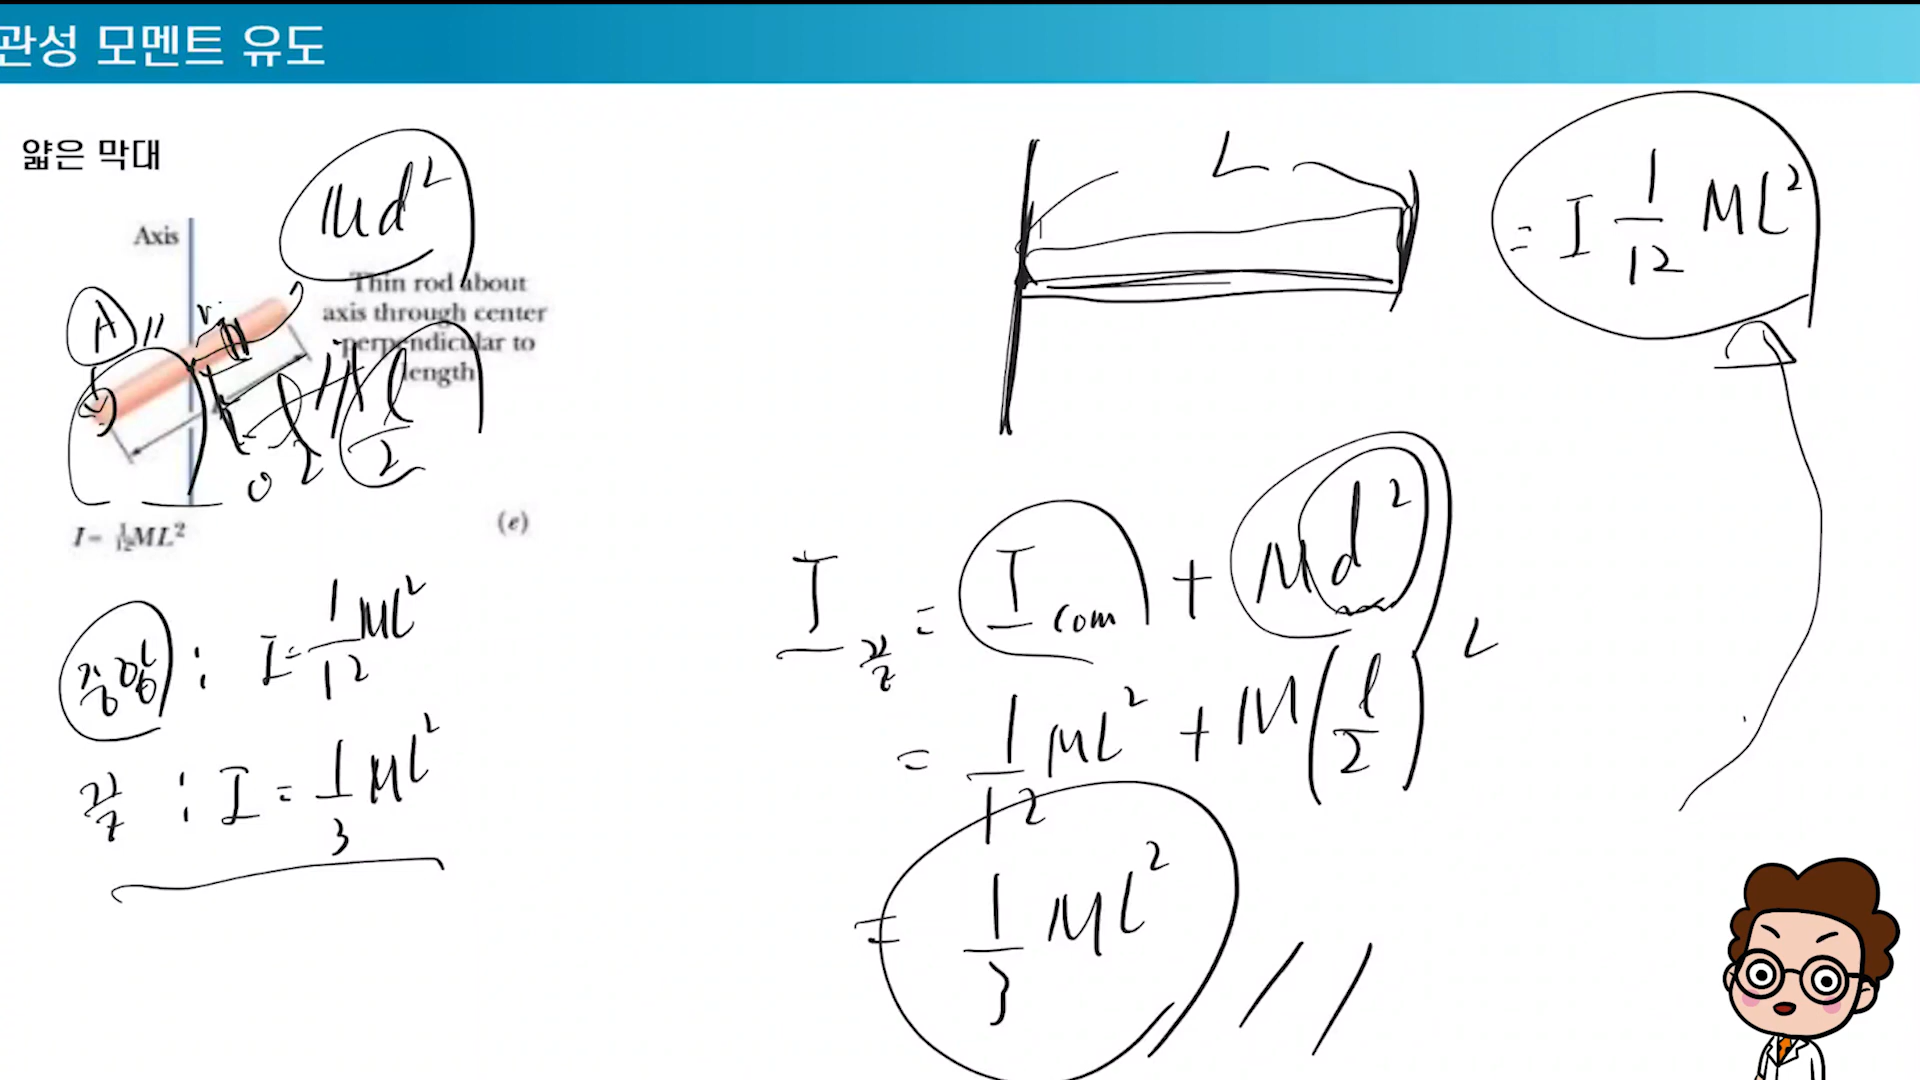 관성 모멘트 유도
얇은 막대
Md²
Axis
Thin rod about
axis through center
perpendicular to
length
A
r
0
l/2
I = 1/12 ML²
(e)
중앙 : I = 1/12 ML²
끝 : I = 1/3 ML²
L
= I 1/12 ML²
I끝 = Icom + Md²
= 1/12 ML² + M(l/2)²
= 1/3 ML²